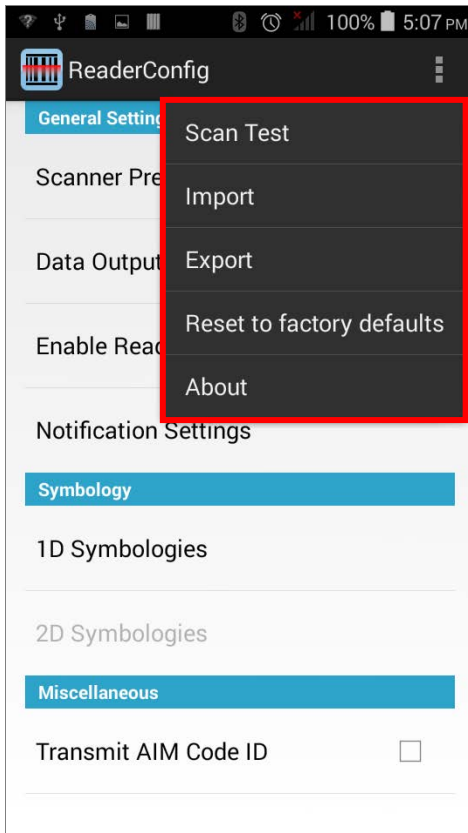 100% 5:07 PM
ReaderConfig
General Setting
Scan Test
Scanner Pre
Import
Data Output
Export
Enable Read
Reset to factory defaults
About
Notification Settings
Symbology
1D Symbologies
2D Symbologies
Miscellaneous
Transmit AIM Code ID